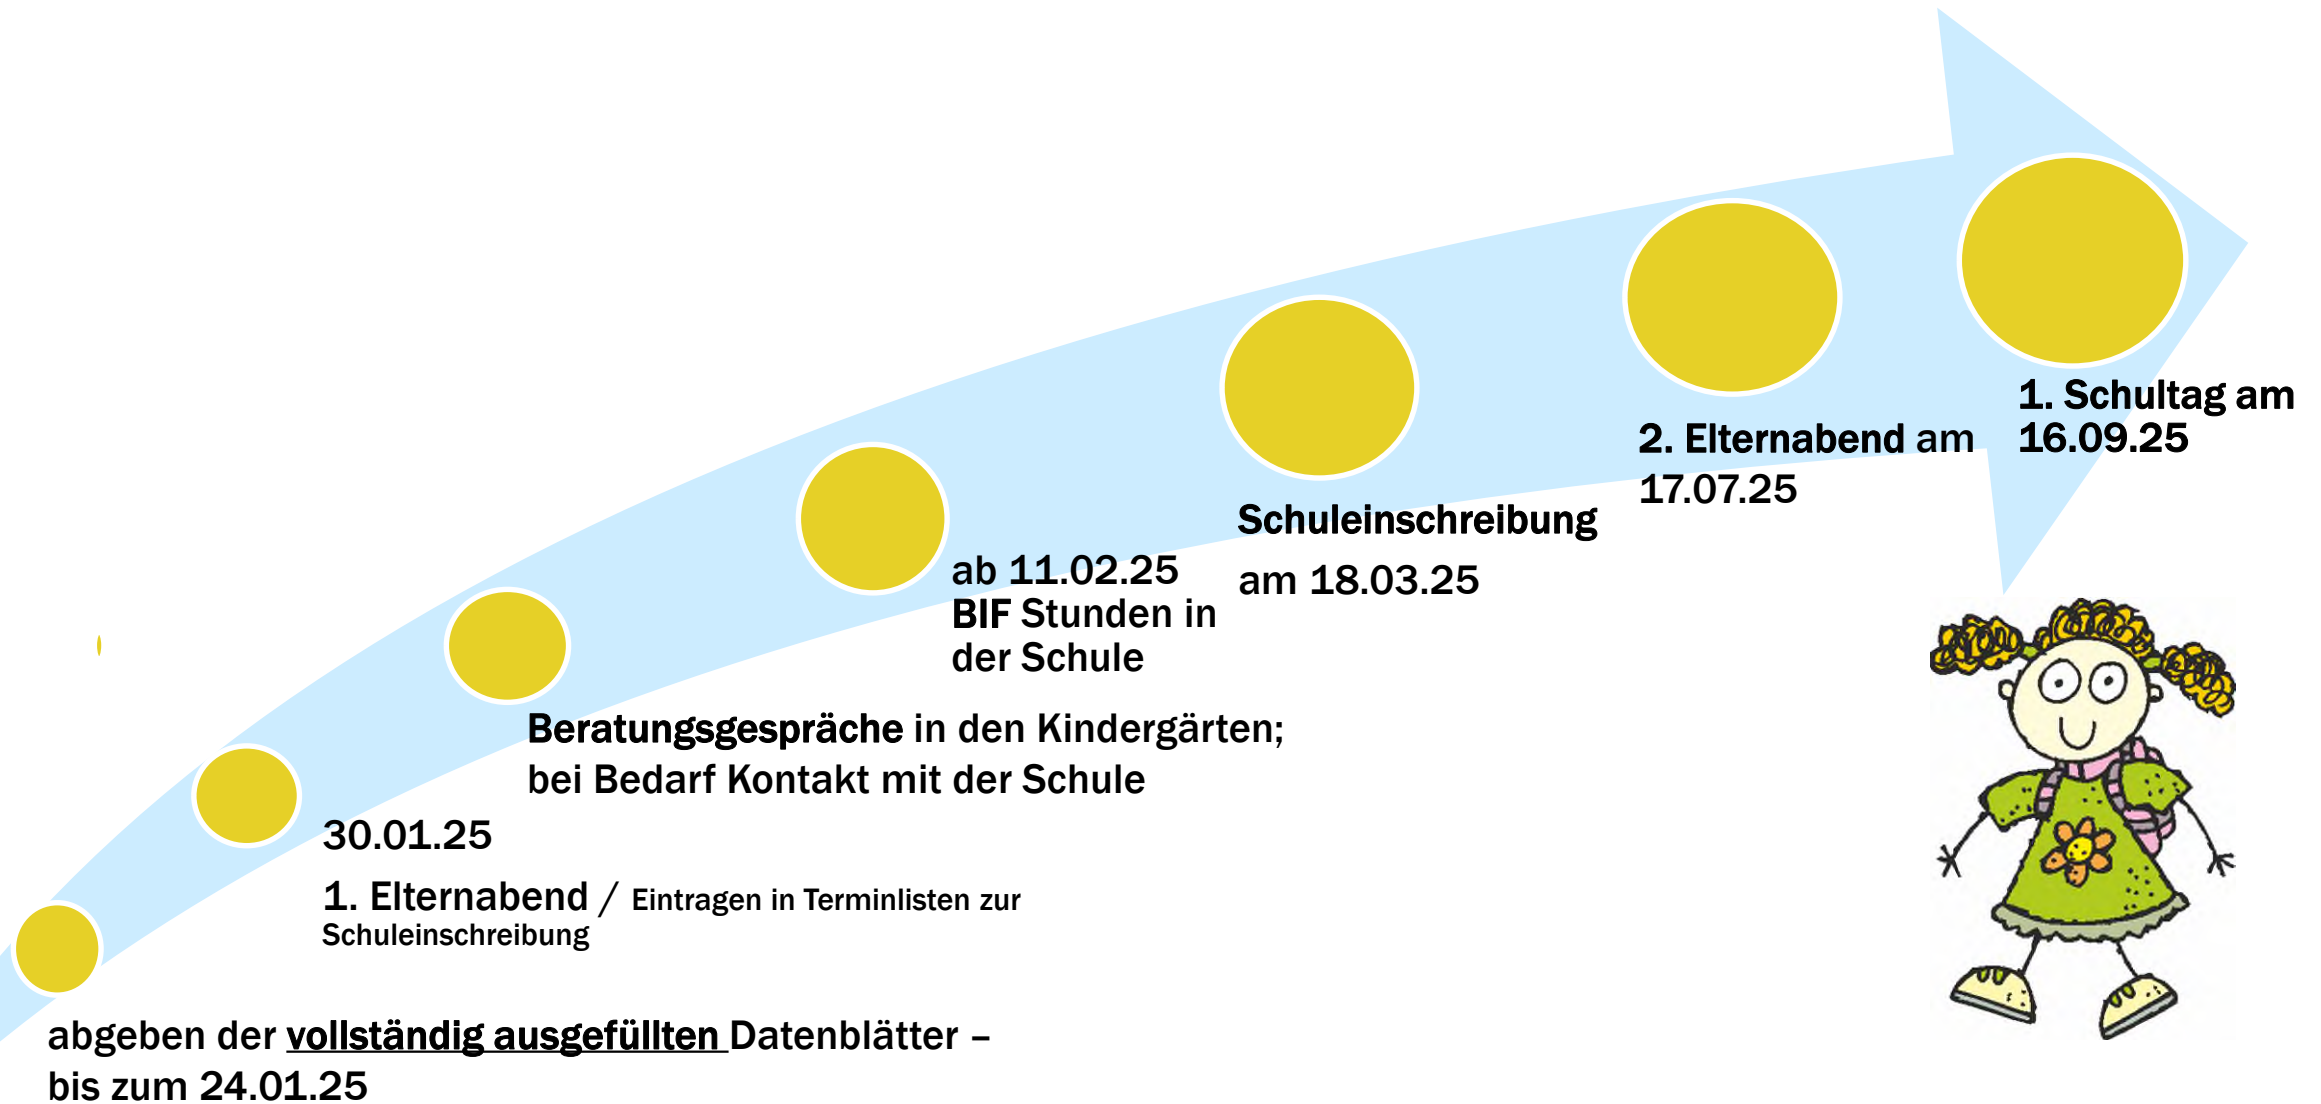 abgeben der vollständig ausgefüllten Datenblätter –
bis zum 24.01.25
30.01.25
1. Elternabend / Eintragen in Terminlisten zur
Schuleinschreibung
Beratungsgespräche in den Kindergärten;
bei Bedarf Kontakt mit der Schule
ab 11.02.25
BIF Stunden in
der Schule
Schuleinschreibung
am 18.03.25
2. Elternabend am
17.07.25
1. Schultag am
16.09.25